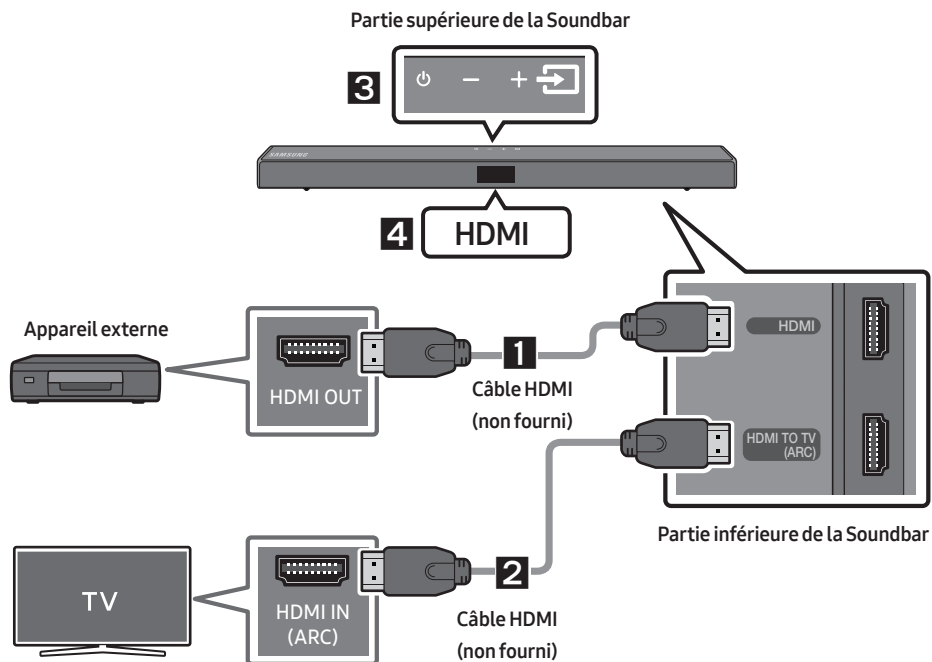 Partie supérieure de la Soundbar
3
SAMSUNG
4
HDMI
Appareil externe
HDMI OUT
1
Câble HDMI
(non fourni)
HDMI
HDMI TO TV
(ARC)
Partie inférieure de la Soundbar
TV
HDMI IN
(ARC)
2
Câble HDMI
(non fourni)